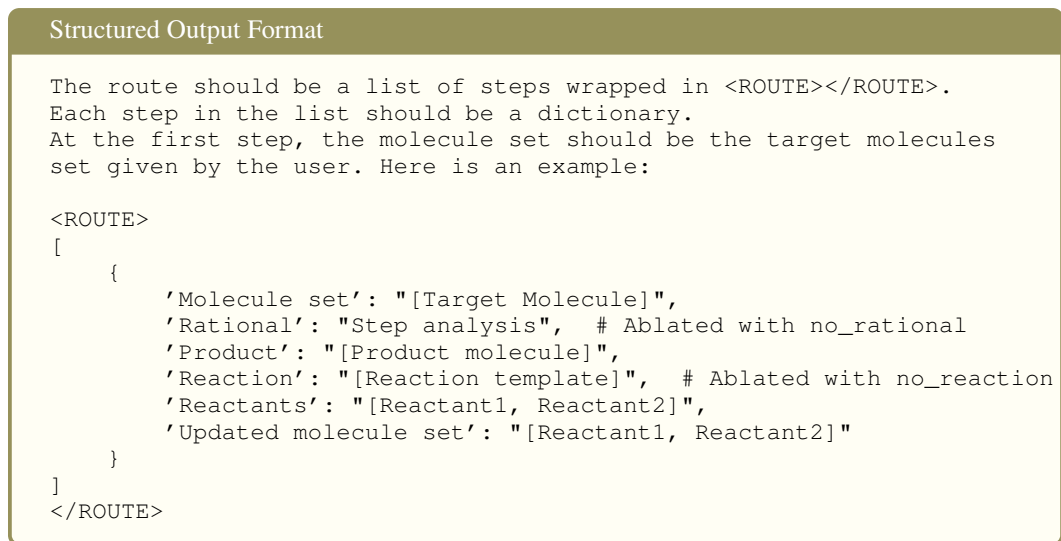 Structured Output Format
The route should be a list of steps wrapped in <ROUTE></ROUTE>.
Each step in the list should be a dictionary.
At the first step, the molecule set should be the target molecules
set given by the user. Here is an example:
<ROUTE>
[
    {
        ’Molecule set’: "[Target Molecule]",
        ’Rational’: "Step analysis",  # Ablated with no_rational
        ’Product’: "[Product molecule]",
        ’Reaction’: "[Reaction template]",  # Ablated with no_reaction
        ’Reactants’: "[Reactant1, Reactant2]",
        ’Updated molecule set’: "[Reactant1, Reactant2]"
    }
]
</ROUTE>